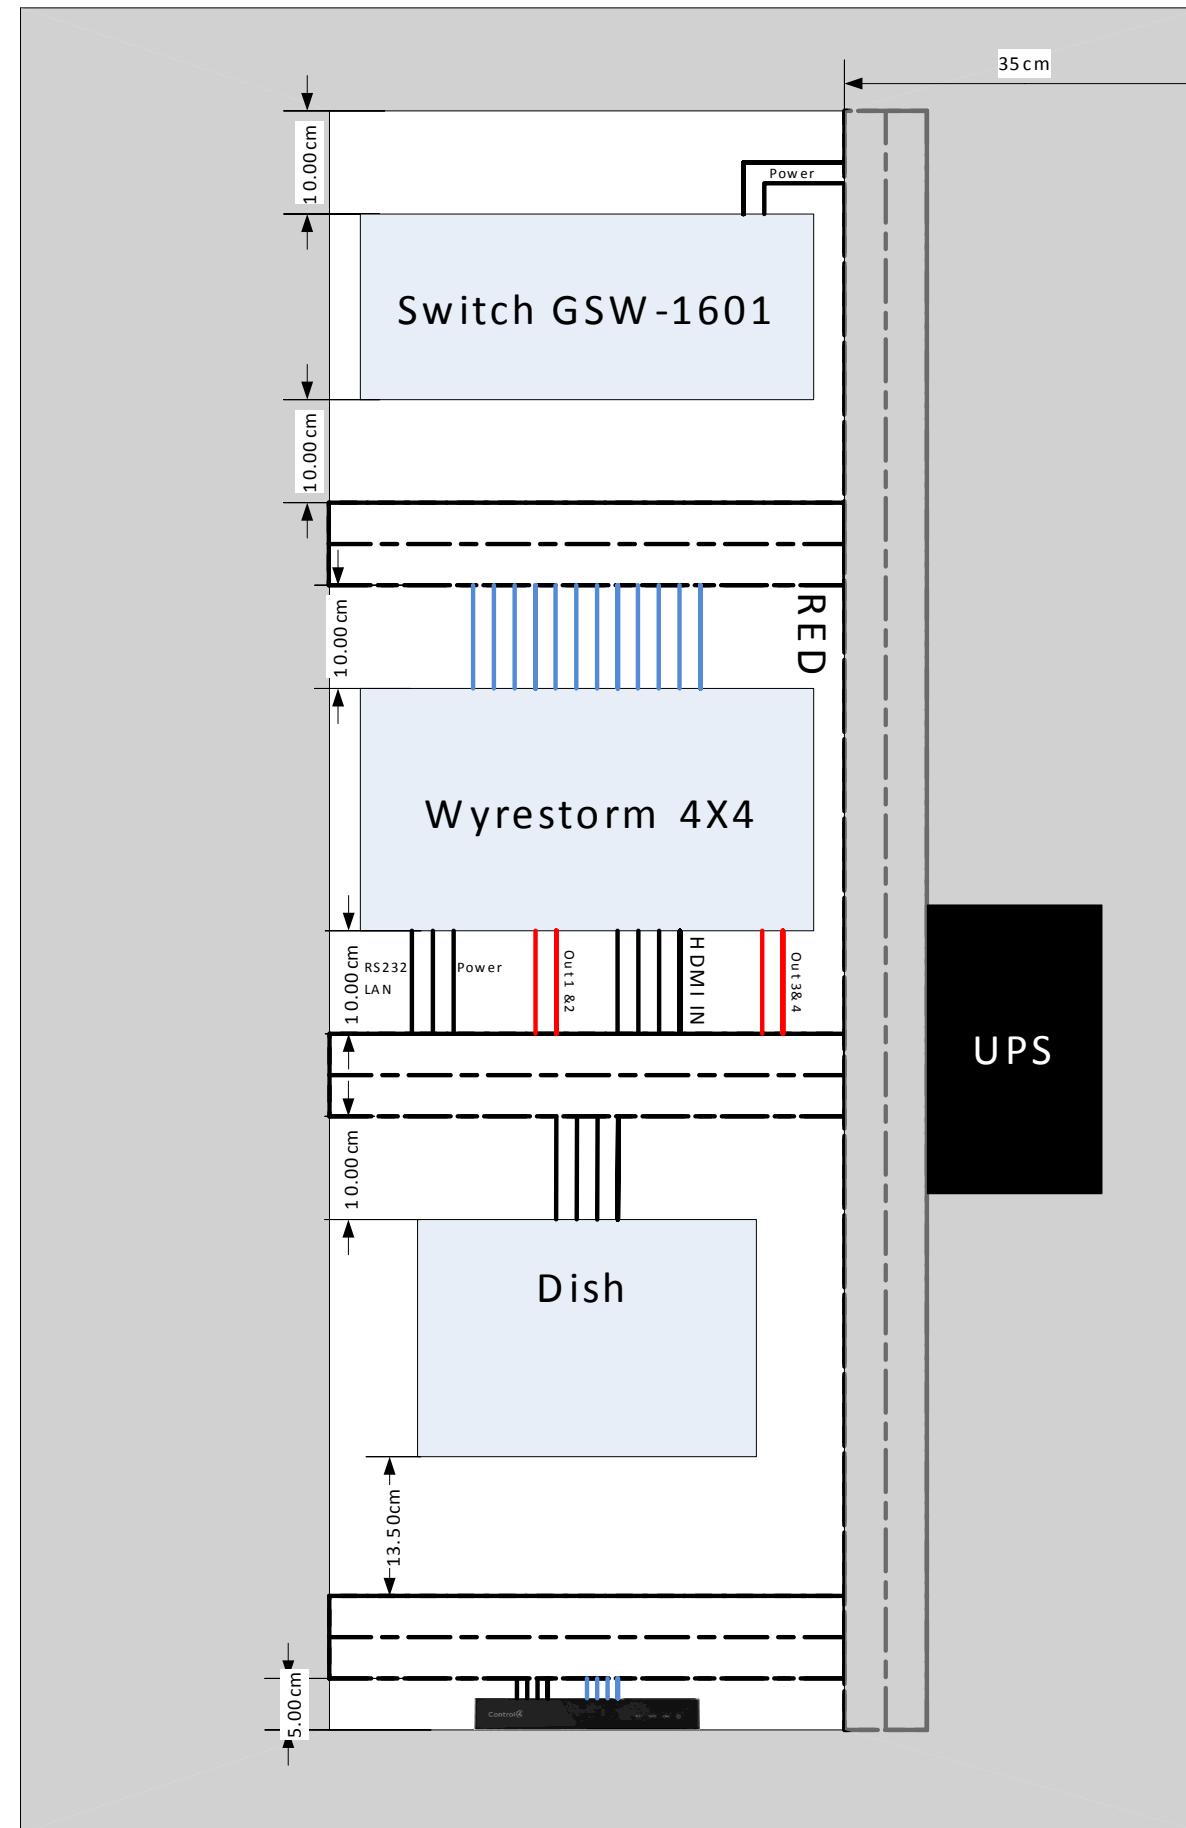 35cm
10.00cm
Power
Switch GSW-1601
10.00cm
10.00cm
RED
Wyrestorm 4X4
10.00cm
RS232
LAN
Power
Out1 &2
HDMI IN
Out3&4
UPS
10.00cm
Dish
13.50cm
5.00cm
Control4